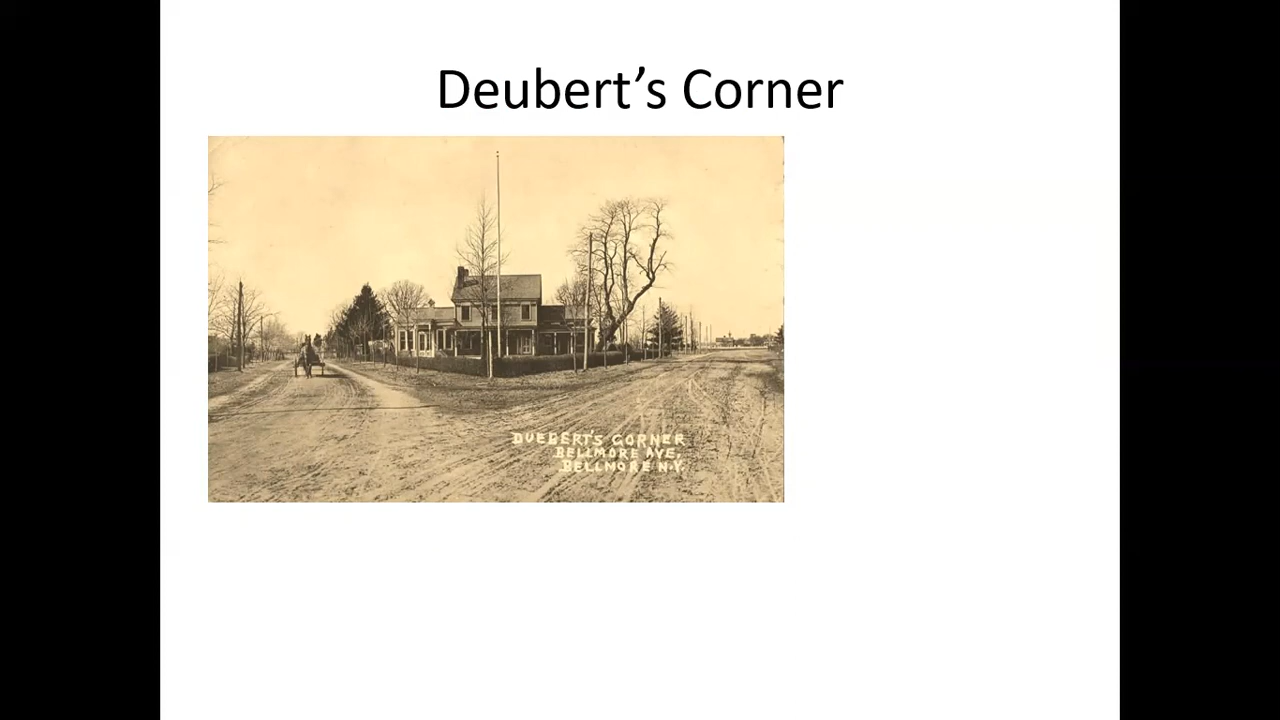 Deubert’s Corner
DUEBERT'S CORNER
BELLMORE AVE,
BELLMORE N.Y.